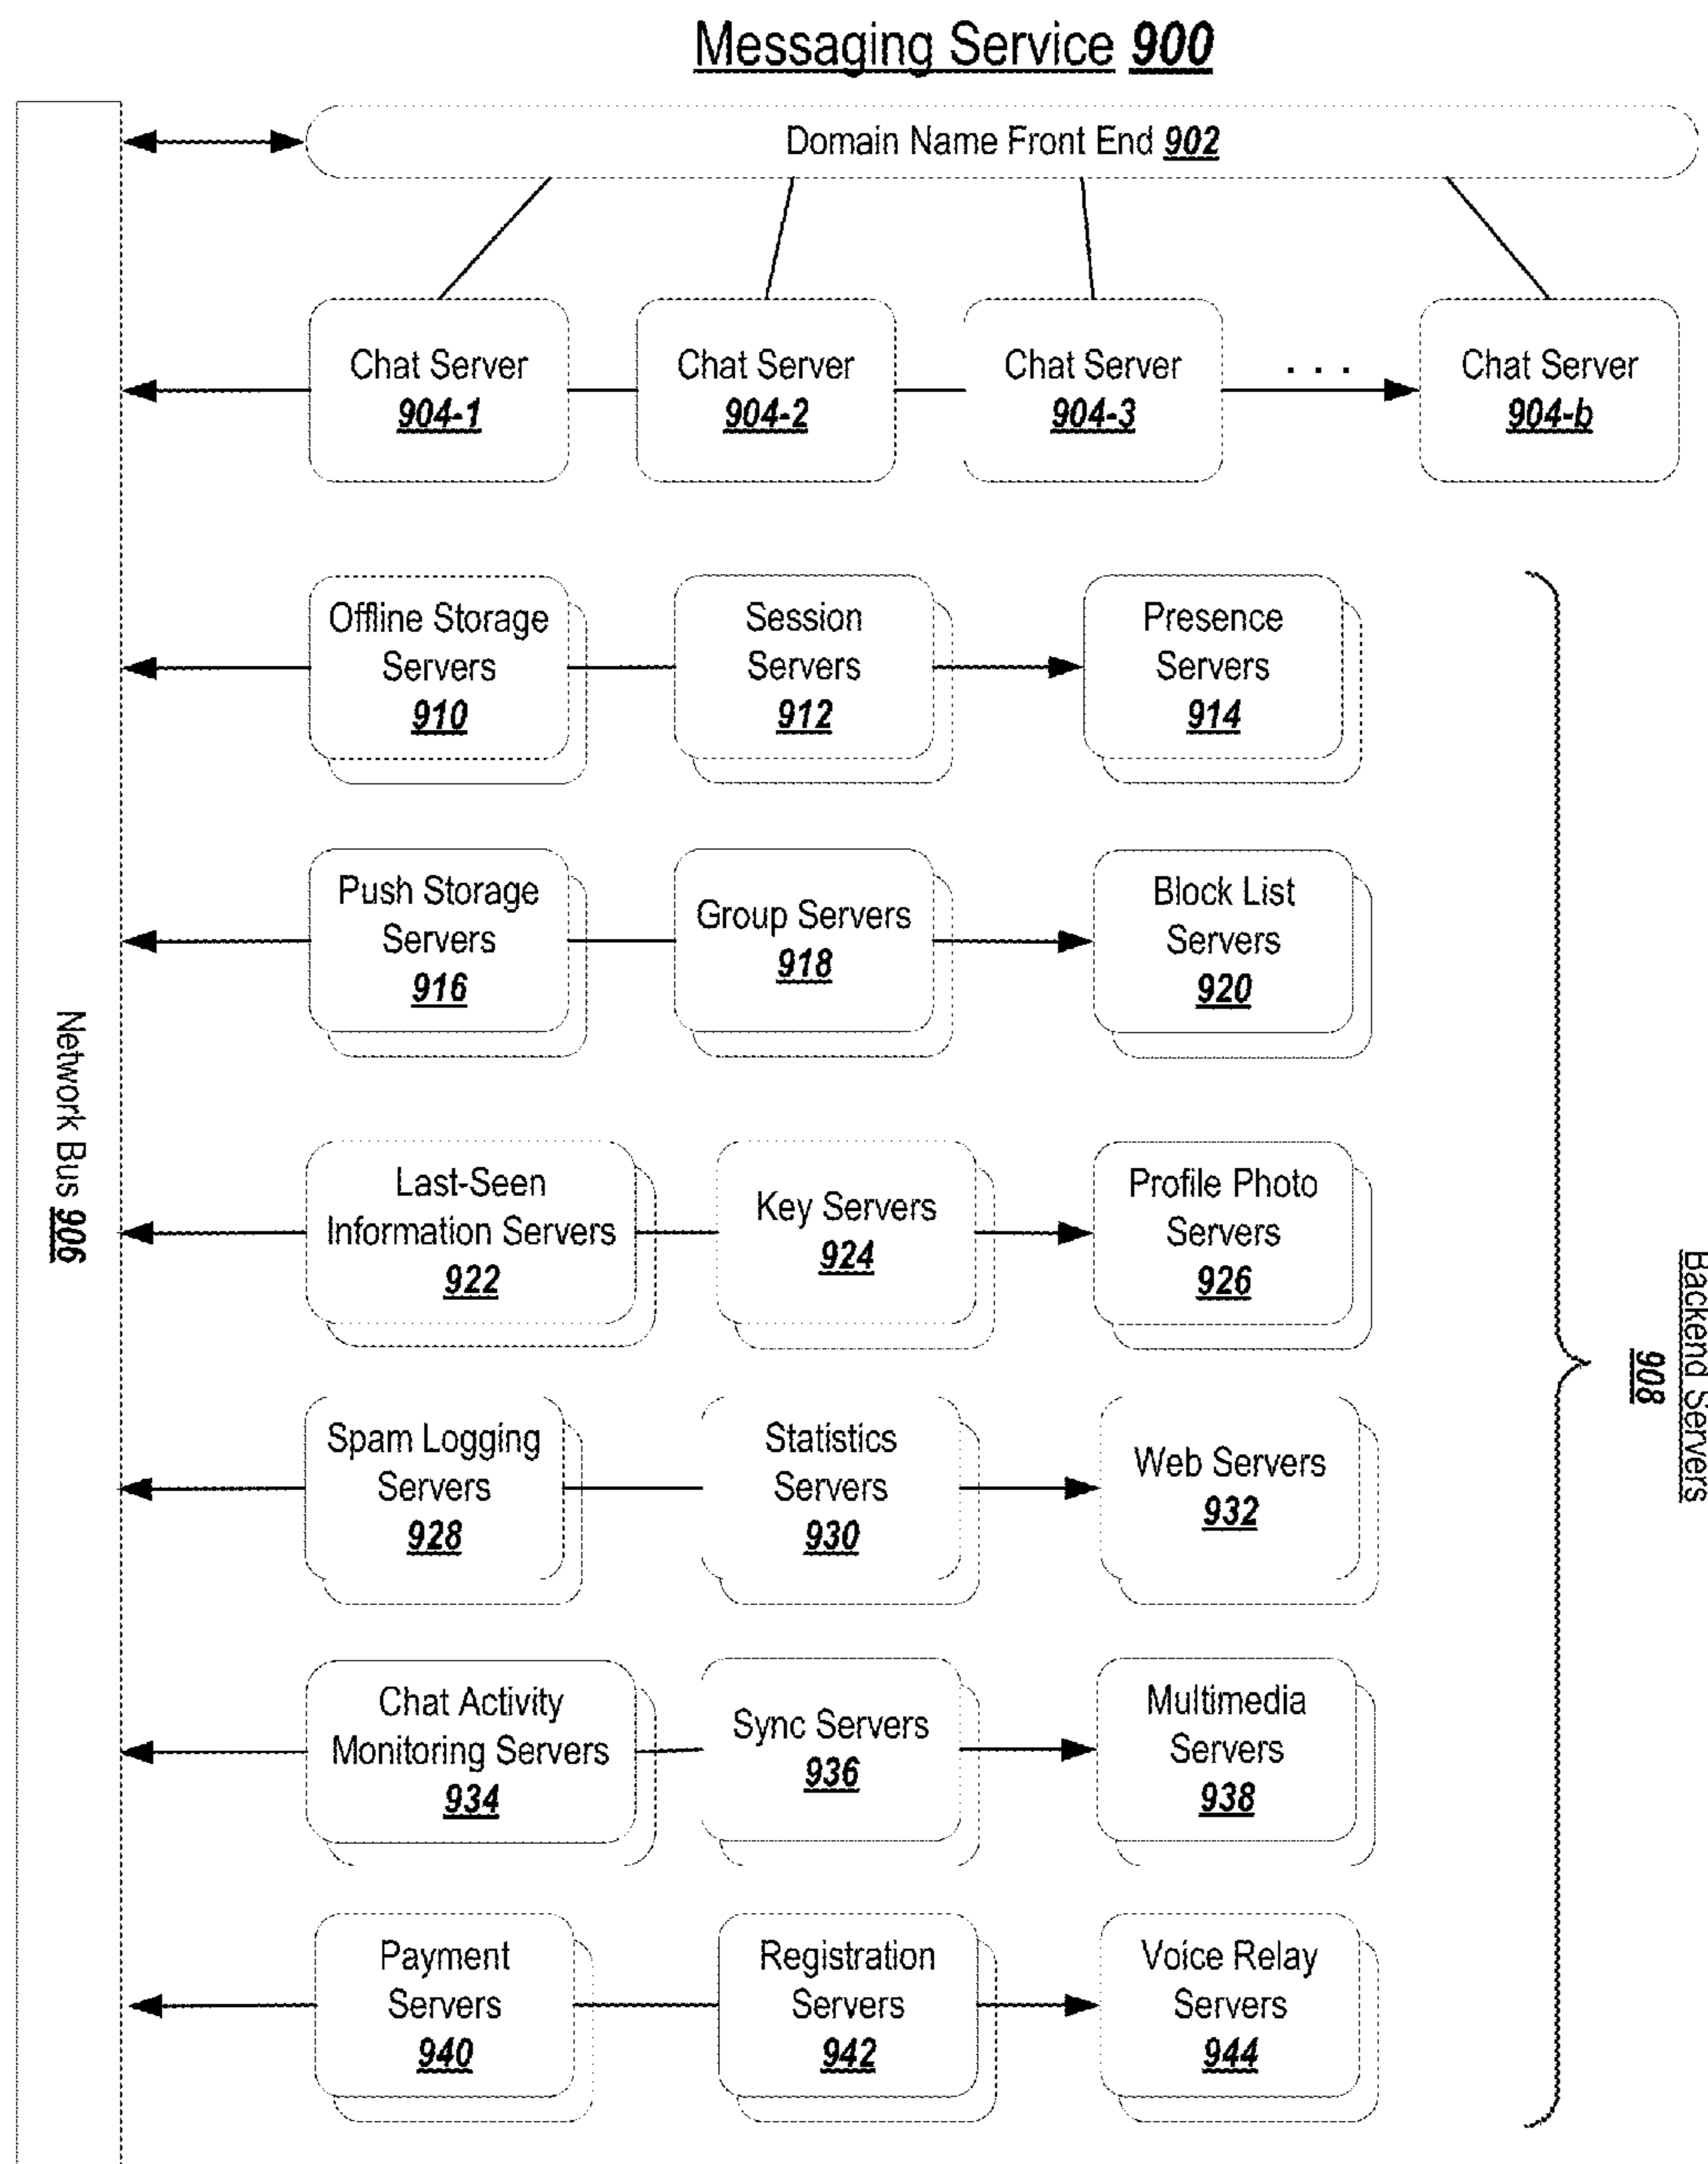 Messaging Service 900
Domain Name Front End 902
Chat Server
904-1
Chat Server
904-2
Chat Server
904-3
. . .
Chat Server
904-b
Offline Storage
Servers
910
Session
Servers
912
Presence
Servers
914
Push Storage
Servers
916
Group Servers
918
Block List
Servers
920
Network Bus 906
Last-Seen
Information Servers
922
Key Servers
924
Profile Photo
Servers
926
Backend Servers
908
Spam Logging
Servers
928
Statistics
Servers
930
Web Servers
932
Chat Activity
Monitoring Servers
934
Sync Servers
936
Multimedia
Servers
938
Payment
Servers
940
Registration
Servers
942
Voice Relay
Servers
944